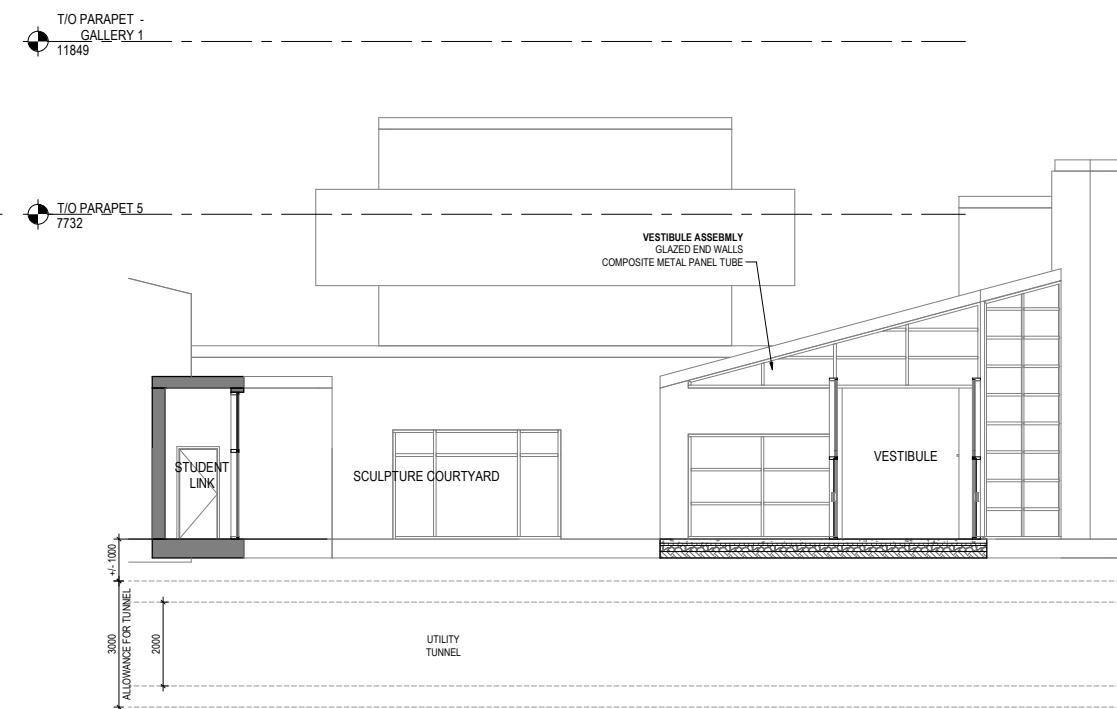 T/O PARAPET -
GALLERY 1
11849
T/O PARAPET 5
7732
VESTIBULE ASSEBMLY
GLAZED END WALLS
COMPOSITE METAL PANEL TUBE
STUDENT
LINK
SCULPTURE COURTYARD
VESTIBULE
+/- 1000
3000
ALLOWANCE FOR TUNNEL
2000
UTILITY
TUNNEL